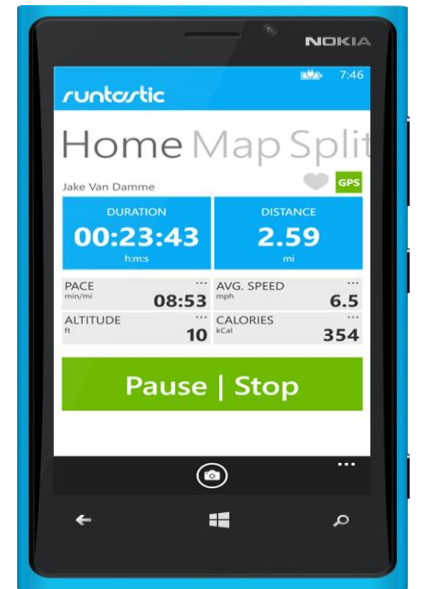 NOKIA
7:46
runtastic
Home Map Split
Jake Van Damme
GPS
DURATION DISTANCE
00:23:43 2.59
h:m:s mi
PACE ... AVG. SPEED ...
min/mi mph
08:53 6.5
ALTITUDE ... CALORIES ...
ft kCal
10 354
Pause | Stop
...